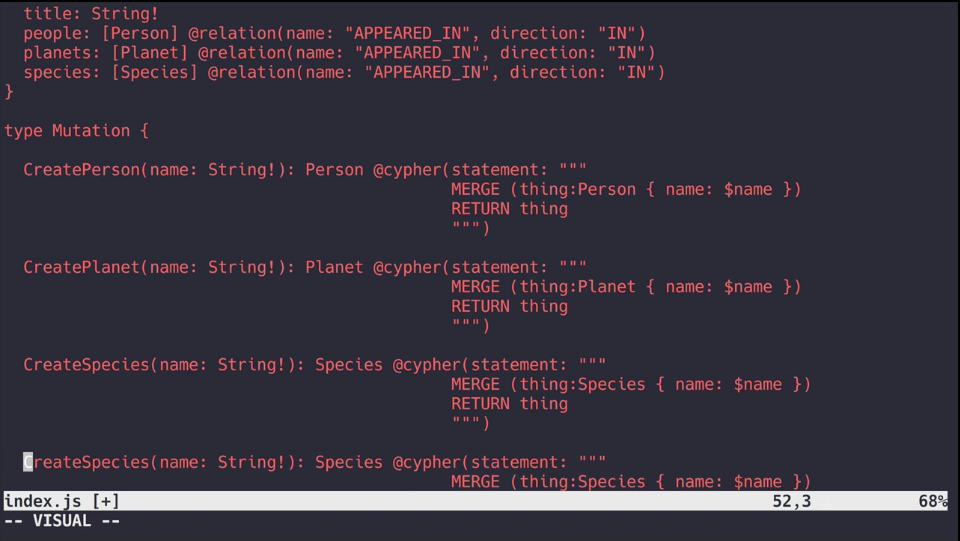 title: String!
people: [Person] @relation(name: "APPEARED_IN", direction: "IN")
planets: [Planet] @relation(name: "APPEARED_IN", direction: "IN")
species: [Species] @relation(name: "APPEARED_IN", direction: "IN")
}
type Mutation {
CreatePerson(name: String!): Person @cypher(statement: """
MERGE (thing:Person { name: $name })
RETURN thing
""")
CreatePlanet(name: String!): Planet @cypher(statement: """
MERGE (thing:Planet { name: $name })
RETURN thing
""")
CreateSpecies(name: String!): Species @cypher(statement: """
MERGE (thing:Species { name: $name })
RETURN thing
""")
CreateSpecies(name: String!): Species @cypher(statement: """
MERGE (thing:Species { name: $name })
index.js [+] 52,3 68%
-- VISUAL --